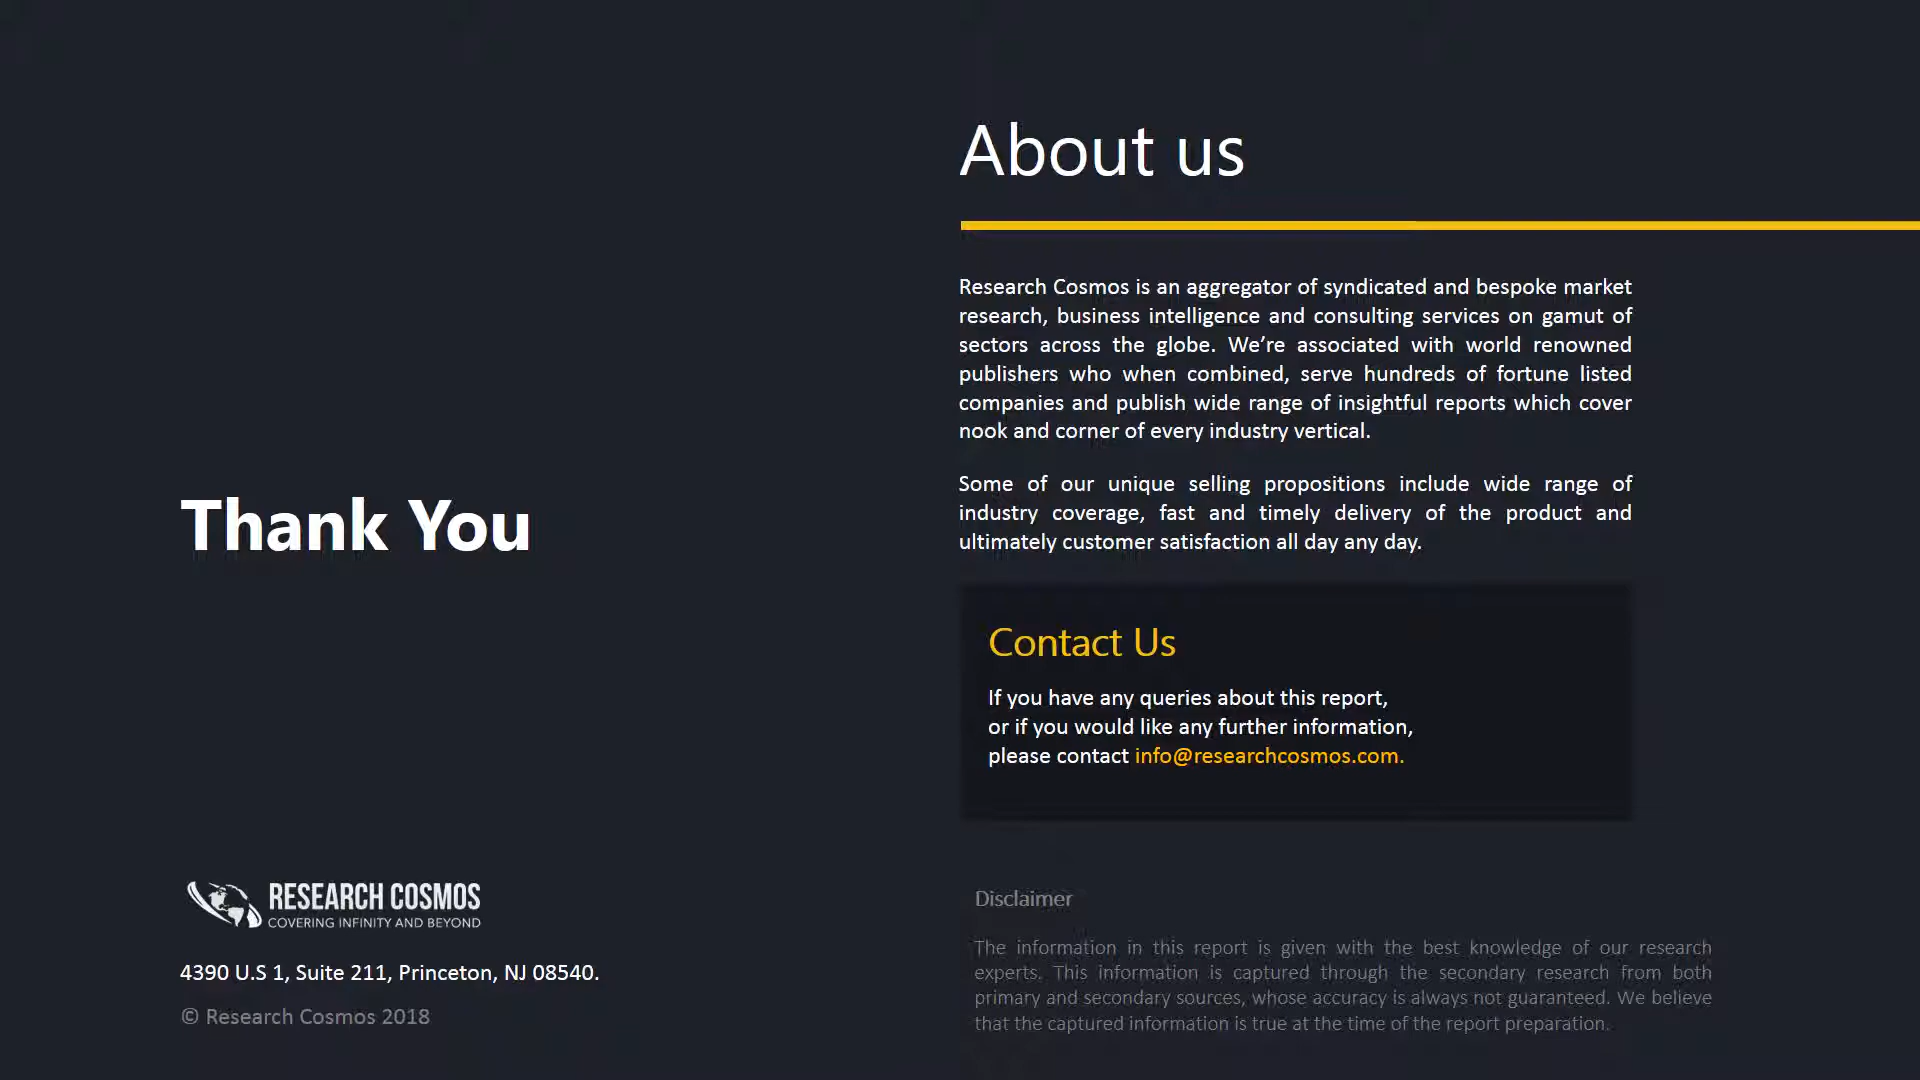 Thank You
RESEARCH COSMOS
COVERING INFINITY AND BEYOND
4390 U.S 1, Suite 211, Princeton, NJ 08540.
© Research Cosmos 2018
About us
Research Cosmos is an aggregator of syndicated and bespoke market
research, business intelligence and consulting services on gamut of
sectors across the globe. We’re associated with world renowned
publishers who when combined, serve hundreds of fortune listed
companies and publish wide range of insightful reports which cover
nook and corner of every industry vertical.
Some of our unique selling propositions include wide range of
industry coverage, fast and timely delivery of the product and
ultimately customer satisfaction all day any day.
Contact Us
If you have any queries about this report,
or if you would like any further information,
please contact info@researchcosmos.com.
Disclaimer
The information in this report is given with the best knowledge of our research
experts. This information is captured through the secondary research from both
primary and secondary sources, whose accuracy is always not guaranteed. We believe
that the captured information is true at the time of the report preparation.